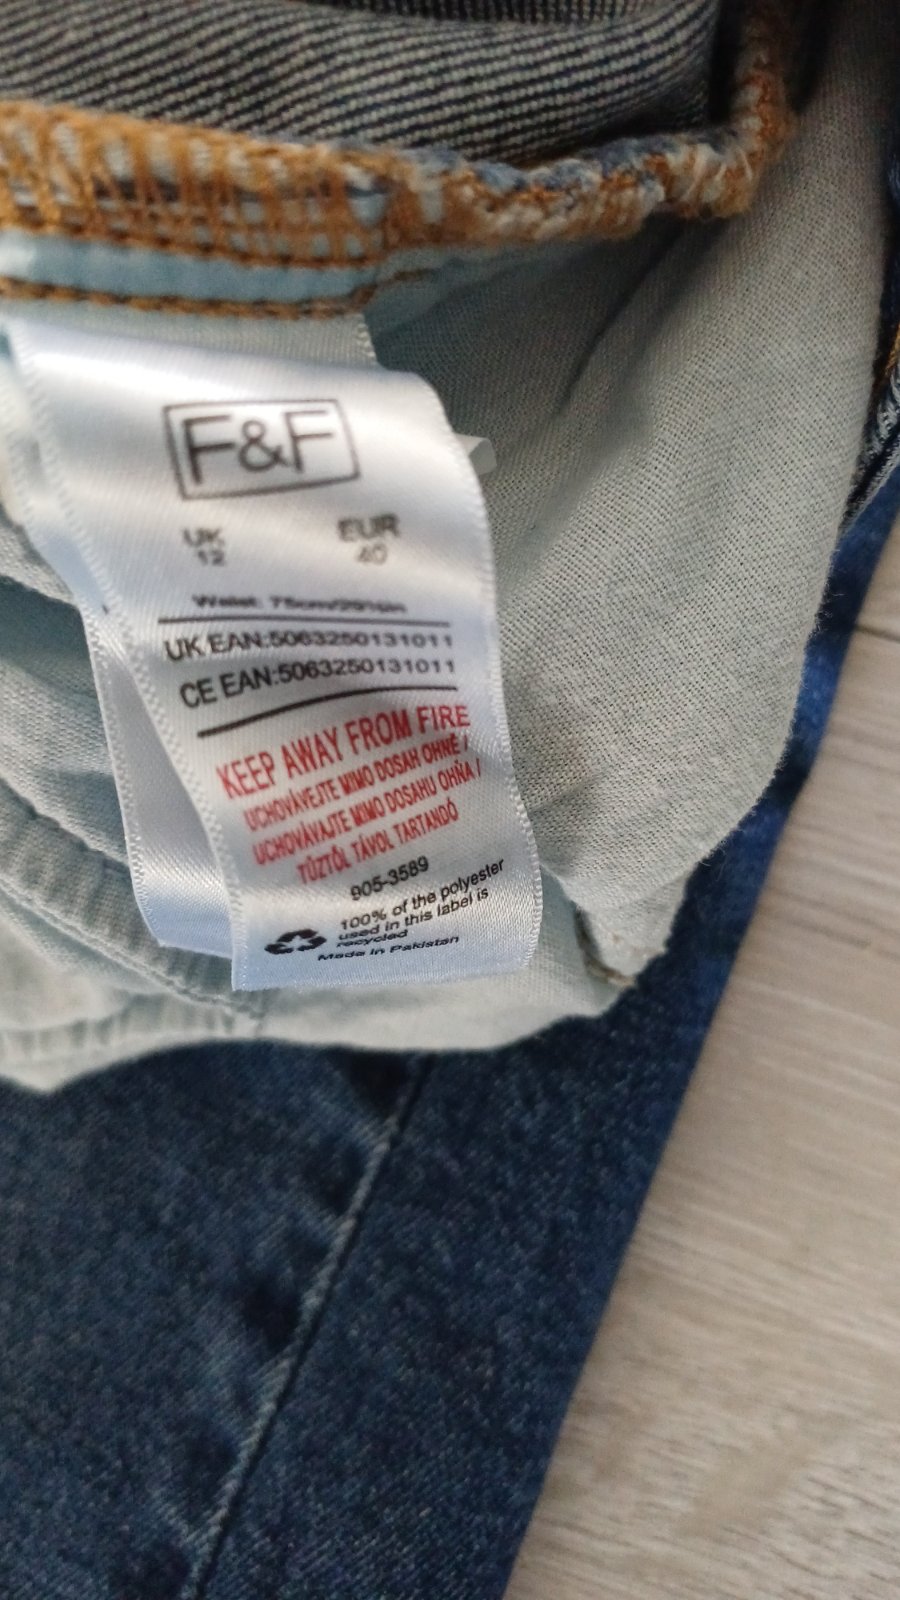 F&F
UK EUR
12 40
Waist: 75cm/29½in
UK EAN:5063250131011
CE EAN:5063250131011
KEEP AWAY FROM FIRE
UCHOVÁVEJTE MIMO DOSAH OHNĚ /
UCHOVÁVAJTE MIMO DOSAHU OHŇA /
TŰZTŐL TÁVOL TARTANDÓ
905-3589
100% of the polyester
used in this label is
recycled
Made in Pakistan